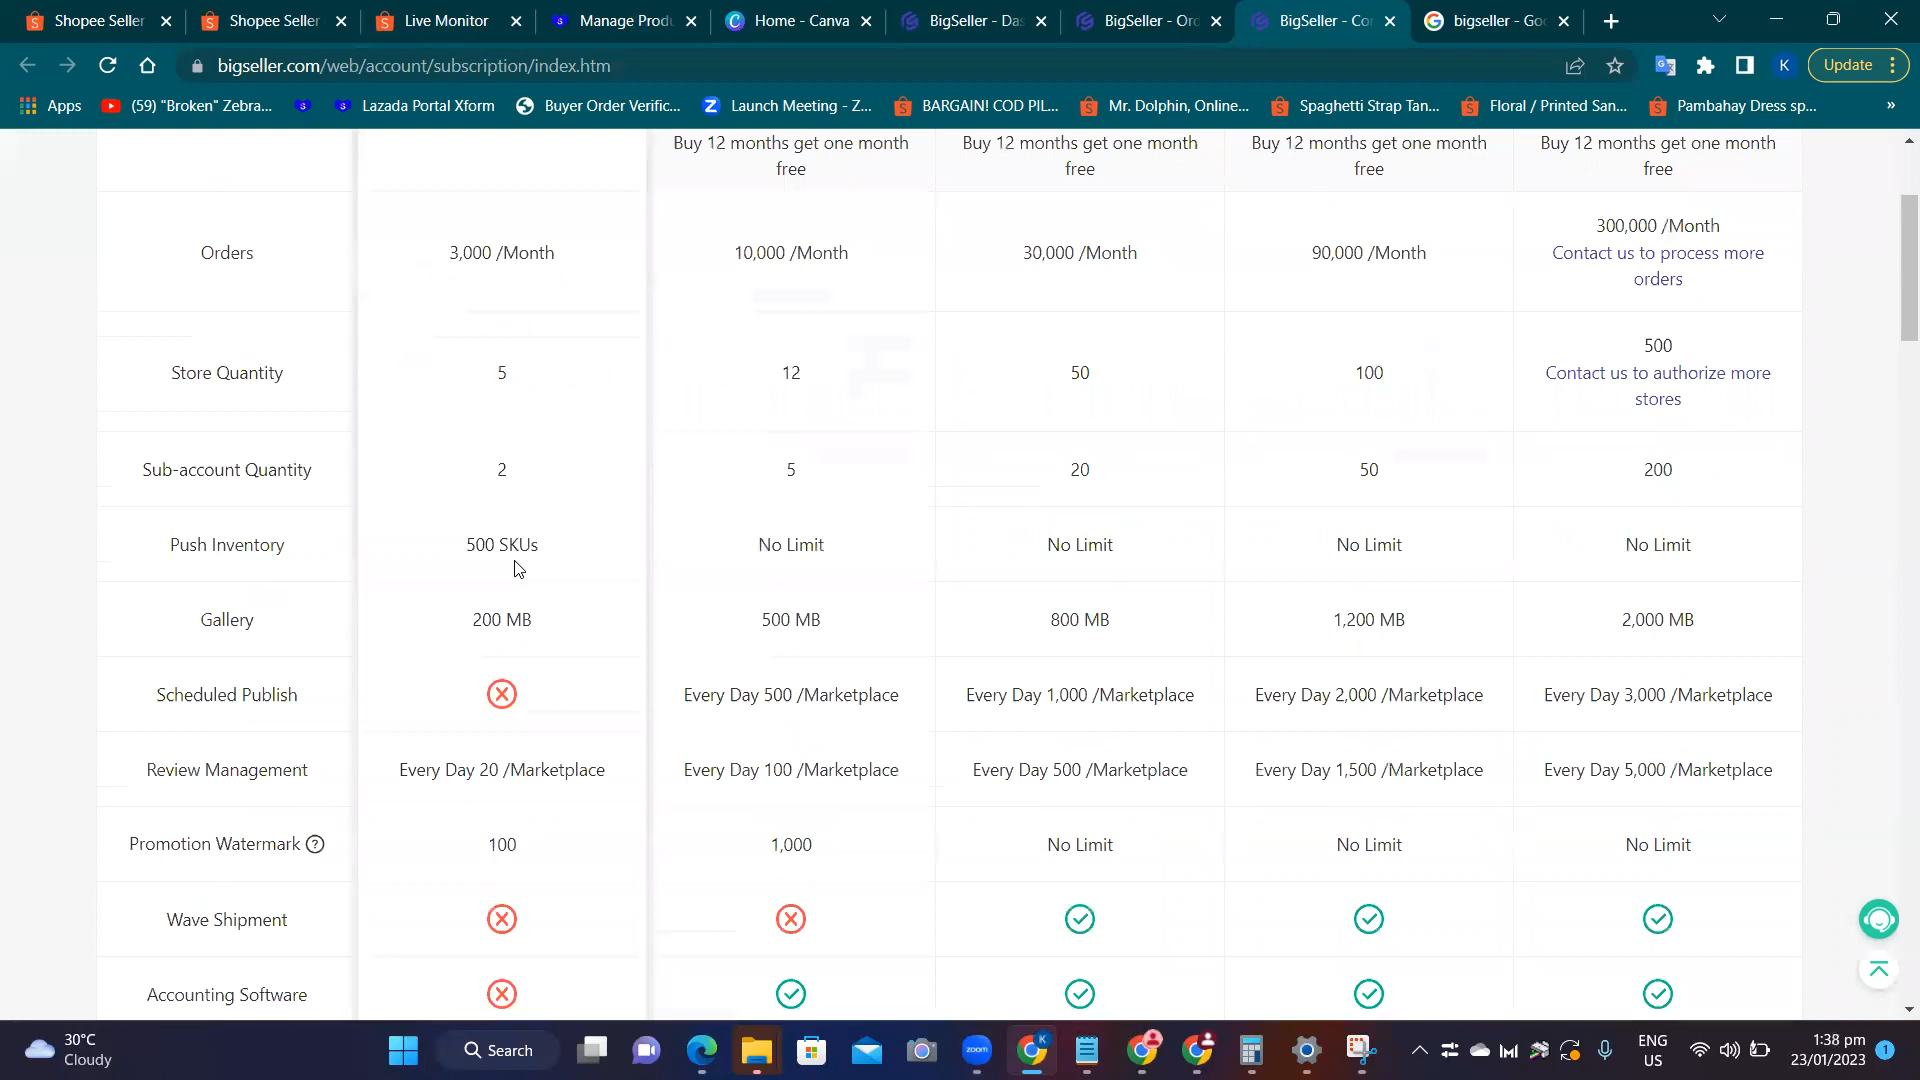 Shopee Seller
Shopee Seller
Live Monitor
Manage Produ
Home - Canva
BigSeller - Das
BigSeller - Ord
BigSeller - Co
bigseller - Goo
bigseller.com/web/account/subscription/index.htm
K
Update
Apps
(59) "Broken" Zebra...
Lazada Portal Xform
Buyer Order Verific...
Launch Meeting - Z...
BARGAIN! COD PIL...
Mr. Dolphin, Online...
Spaghetti Strap Tan...
Floral / Printed San...
Pambahay Dress sp...
»
Buy 12 months get one month
free
Buy 12 months get one month
free
Buy 12 months get one month
free
Buy 12 months get one month
free
Orders
3,000 /Month
10,000 /Month
30,000 /Month
90,000 /Month
300,000 /Month
Contact us to process more
orders
Store Quantity
5
12
50
100
500
Contact us to authorize more
stores
Sub-account Quantity
2
5
20
50
200
Push Inventory
500 SKUs
No Limit
No Limit
No Limit
No Limit
Gallery
200 MB
500 MB
800 MB
1,200 MB
2,000 MB
Scheduled Publish
Every Day 500 /Marketplace
Every Day 1,000 /Marketplace
Every Day 2,000 /Marketplace
Every Day 3,000 /Marketplace
Review Management
Every Day 20 /Marketplace
Every Day 100 /Marketplace
Every Day 500 /Marketplace
Every Day 1,500 /Marketplace
Every Day 5,000 /Marketplace
Promotion Watermark ?
100
1,000
No Limit
No Limit
No Limit
Wave Shipment
Accounting Software
30°C
Cloudy
Search
zoom
K
ENG
US
1:38 pm
23/01/2023
1